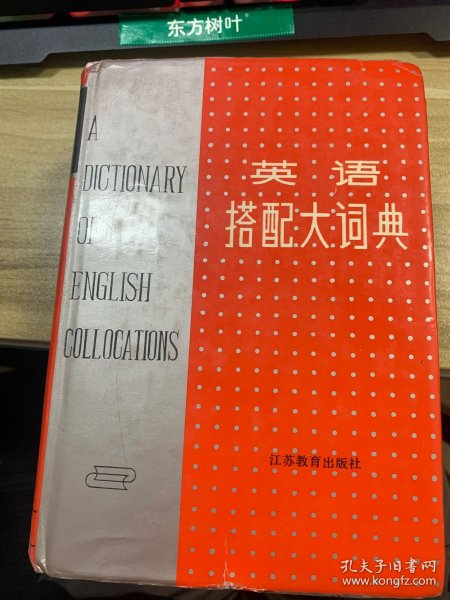 东方树叶
A
DICTIONARY
OF
ENGLISH
COLLOCATIONS
英语
搭配大词典
江苏教育出版社
孔夫子旧书网
www.kongfz.com